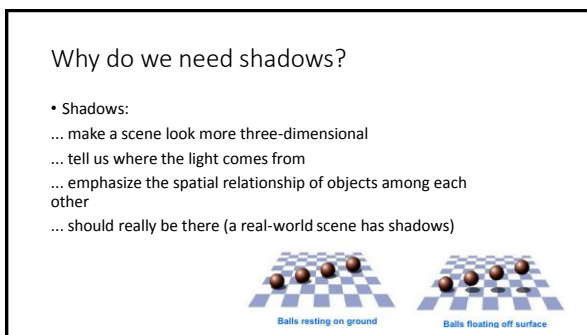 Why do we need shadows?
• Shadows:
... make a scene look more three-dimensional
... tell us where the light comes from
... emphasize the spatial relationship of objects among each
other
... should really be there (a real-world scene has shadows)
Balls resting on ground
Balls floating off surface